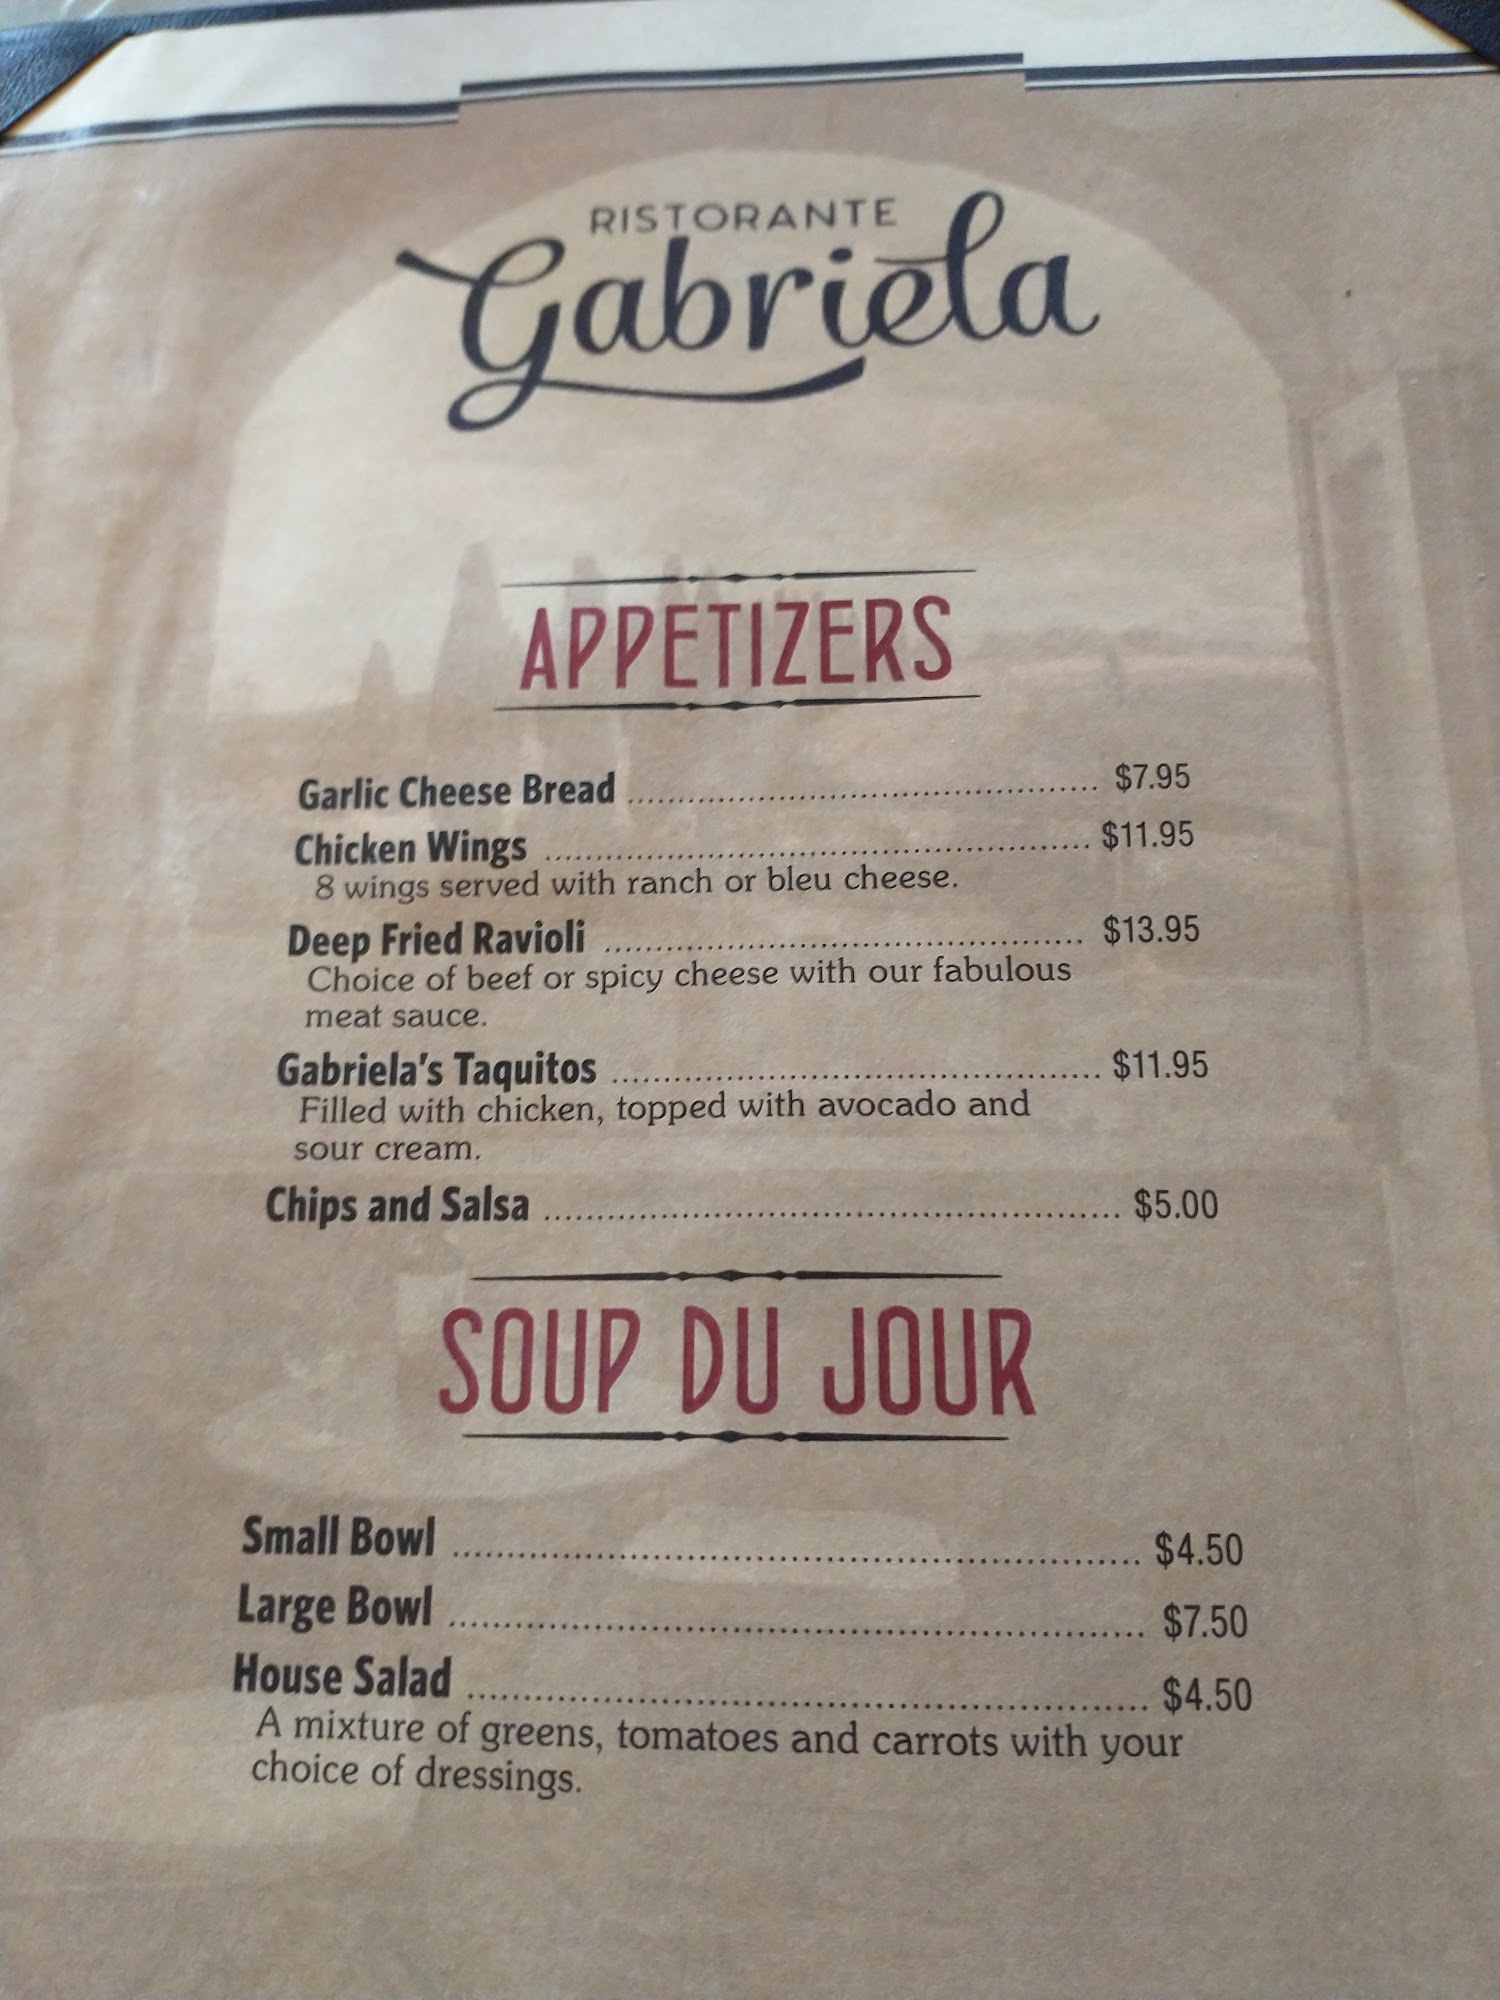 RISTORANTE
Gabriela
APPETIZERS
Garlic Cheese Bread ........................................ $7.95
Chicken Wings ........................................ $11.95
8 wings served with ranch or bleu cheese.
Deep Fried Ravioli ........................................ $13.95
Choice of beef or spicy cheese with our fabulous
meat sauce.
Gabriela's Taquitos ........................................ $11.95
Filled with chicken, topped with avocado and
sour cream.
Chips and Salsa ........................................ $5.00
SOUP DU JOUR
Small Bowl ........................................ $4.50
Large Bowl ........................................ $7.50
House Salad ........................................ $4.50
A mixture of greens, tomatoes and carrots with your
choice of dressings.